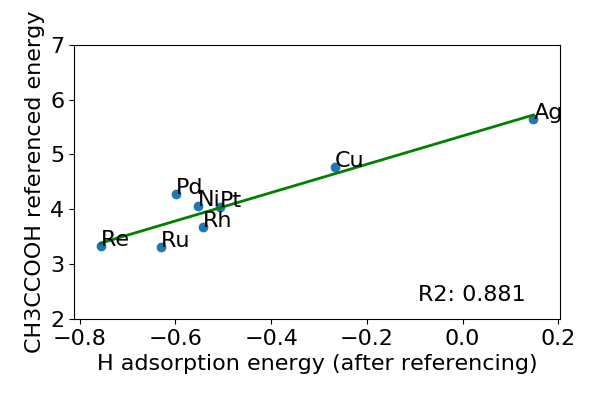 CH3CCOOH referenced energy
7
6
5
4
3
2
Ag
Cu
Pd
NiPt
Rh
Re
Ru
R2: 0.881
−0.8 −0.6 −0.4 −0.2 0.0 0.2
H adsorption energy (after referencing)